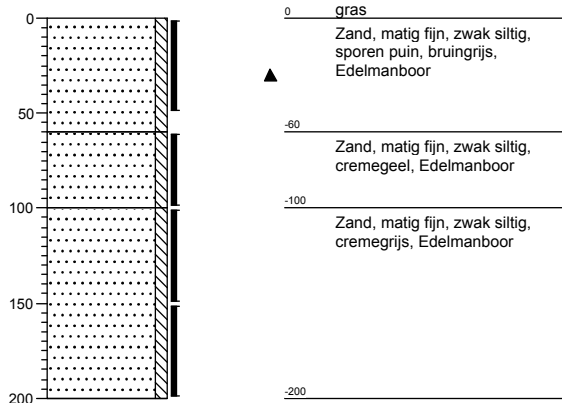 0
50
100
150
200
0
gras
Zand, matig fijn, zwak siltig,
sporen puin, bruingrijs,
Edelmanboor
-60
Zand, matig fijn, zwak siltig,
cremegeel, Edelmanboor
-100
Zand, matig fijn, zwak siltig,
cremegrijs, Edelmanboor
-200